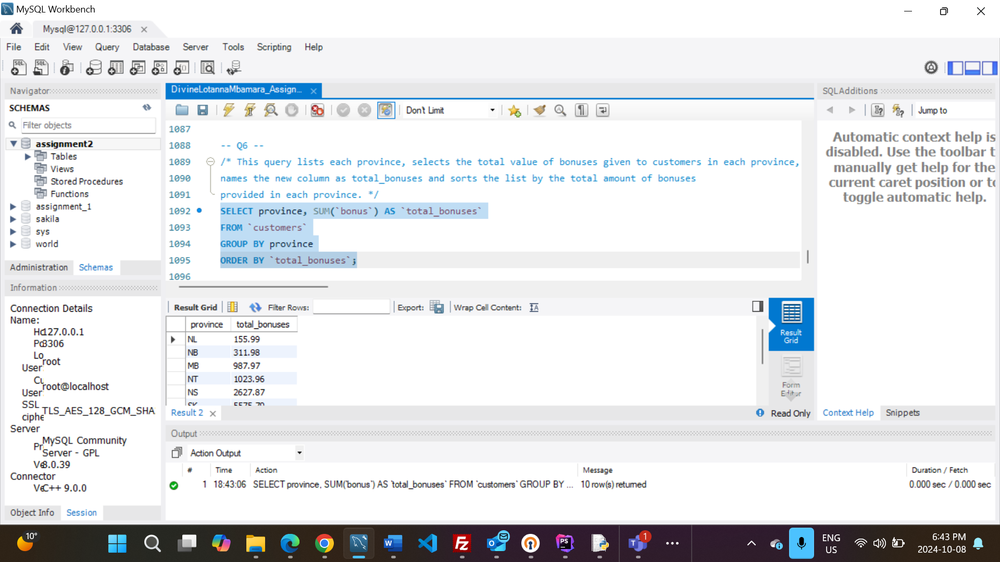 MySQL Workbench
Mysql@127.0.0.1:3306
File Edit View Query Database Server Tools Scripting Help
Navigator
SCHEMAS
Filter objects
assignment2
Tables
Views
Stored Procedures
Functions
assignment_1
sakila
sys
world
Administration Schemas
Information
Connection Details
Name:
127.0.0.1
3306
root
User
root@localhost
User
SSL
TLS_AES_128_GCM_SHA
ciphe
Server
MySQL Community
Server - GPL
8.0.39
Connector
C++ 9.0.0
Object Info Session
DivineLotannaMbamara_Assign...
Don't Limit
1087
1088 -- Q6 --
1089 /* This query lists each province, selects the total value of bonuses given to customers in each province,
1090 names the new column as total_bonuses and sorts the list by the total amount of bonuses
1091 provided in each province. */
1092 SELECT province, SUM(`bonus`) AS `total_bonuses`
1093 FROM `customers`
1094 GROUP BY province
1095 ORDER BY `total_bonuses`;
1096
Result Grid Filter Rows: Export: Wrap Cell Content:
province total_bonuses
NL 155.99
NB 311.98
MB 987.97
NT 1023.96
NS 2627.87
Result
Grid
Form
Editor
Result 2
Read Only
SQLAdditions
Jump to
Automatic context help is
disabled. Use the toolbar t
manually get help for the
current caret position or to
toggle automatic help.
Context Help Snippets
Output
Action Output
# Time Action Message Duration / Fetch
1 18:43:06 SELECT province, SUM(`bonus`) AS `total_bonuses` FROM `customers` GROUP BY ... 10 row(s) returned 0.000 sec / 0.000 sec
10°
1
ENG
US
6:43 PM
2024-10-08